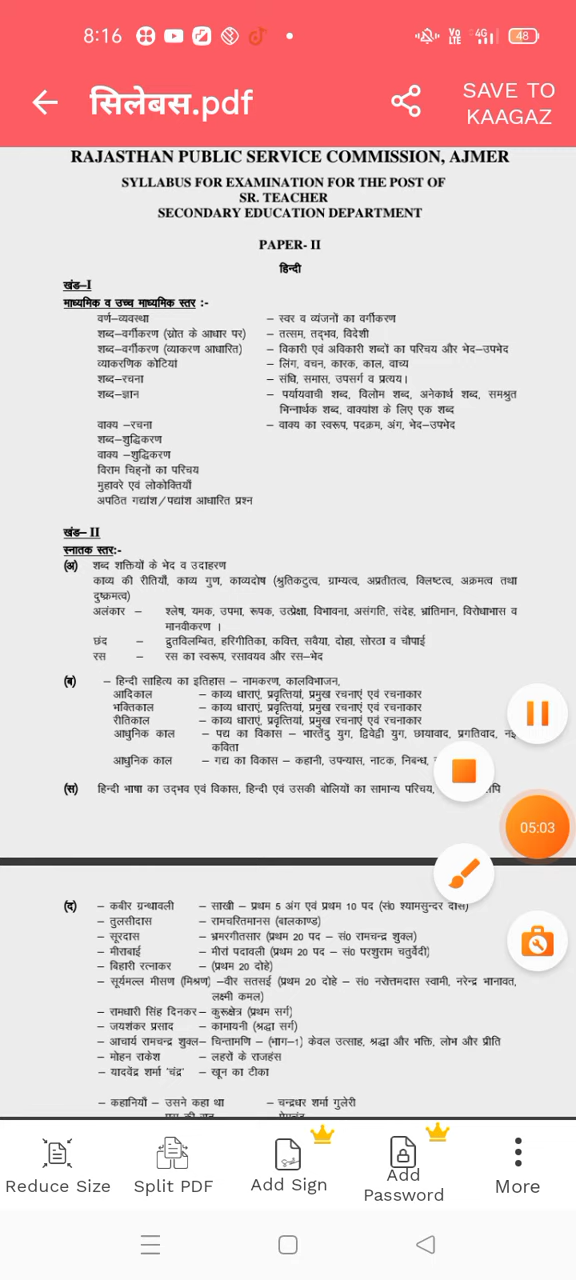 8:16
Vo LTE 4G 48
सिलेबस.pdf
SAVE TO KAAGAZ
RAJASTHAN PUBLIC SERVICE COMMISSION, AJMER
SYLLABUS FOR EXAMINATION FOR THE POST OF
SR. TEACHER
SECONDARY EDUCATION DEPARTMENT
PAPER- II
हिन्दी
खंड–I
माध्यमिक व उच्च माध्यमिक स्तर :-
वर्ण–व्यवस्था – स्वर व व्यंजनों का वर्गीकरण
शब्द–वर्गीकरण (स्रोत के आधार पर) – तत्सम, तद्भव, विदेशी
शब्द–वर्गीकरण (व्याकरण आधारित) – विकारी एवं अविकारी शब्दों का परिचय और भेद–उपभेद
व्याकरणिक कोटियां – लिंग, वचन, कारक, काल, वाच्य
शब्द–रचना – संधि, समास, उपसर्ग व प्रत्यय।
शब्द–ज्ञान – पर्यायवाची शब्द, विलोम शब्द, अनेकार्थ शब्द, समश्रुत
भिन्नार्थक शब्द, वाक्यांश के लिए एक शब्द
वाक्य –रचना – वाक्य का स्वरूप, पदक्रम, अंग, भेद–उपभेद
शब्द–शुद्धिकरण
वाक्य –शुद्धिकरण
विराम चिह्नों का परिचय
मुहावरे एवं लोकोक्तियाँ
अपठित गद्यांश/पद्यांश आधारित प्रश्न
खंड– II
स्नातक स्तर:-
(अ) शब्द शक्तियों के भेद व उदाहरण
काव्य की रीतियाँ, काव्य गुण, काव्यदोष (श्रुतिकटुत्व, ग्राम्यत्व, अप्रतीतत्व, क्लिष्टत्व, अक्रमत्व तथा
दुष्क्रमत्व)
अलंकार – श्लेष, यमक, उपमा, रूपक, उत्प्रेक्षा, विभावना, असंगति, संदेह, भ्रांतिमान, विरोधाभास व
मानवीकरण ।
छंद – द्रुतविलम्बित, हरिगीतिका, कवित्त, सवैया, दोहा, सोरठा व चौपाई
रस – रस का स्वरूप, रसावयव और रस–भेद
(ब) – हिन्दी साहित्य का इतिहास – नामकरण, कालविभाजन,
आदिकाल – काव्य धाराएं, प्रवृत्तियां, प्रमुख रचनाएं एवं रचनाकार
भक्तिकाल – काव्य धाराएं, प्रवृत्तियां, प्रमुख रचनाएं एवं रचनाकार
रीतिकाल – काव्य धाराएं, प्रवृत्तियां, प्रमुख रचनाएं एवं रचनाकार
आधुनिक काल – पद्य का विकास – भारतेंदु युग, द्विवेदी युग, छायावाद, प्रगतिवाद,
कविता
आधुनिक काल – गद्य का विकास – कहानी, उपन्यास, नाटक, निबन्ध,
(स) हिन्दी भाषा का उद्भव एवं विकास, हिन्दी एवं उसकी बोलियों का सामान्य परिचय,
05:03
(द) – कबीर ग्रन्थावली – साखी – प्रथम 5 अंग एवं प्रथम 10 पद (सं0 श्यामसुन्दर दास)
– तुलसीदास – रामचरितमानस (बालकाण्ड)
– सूरदास – भ्रमरगीतसार (प्रथम 20 पद – सं0 रामचन्द्र शुक्ल)
– मीराबाई – मीरां पदावली (प्रथम 20 पद – सं0 परशुराम चतुर्वेदी)
– बिहारी रत्नाकर – (प्रथम 20 दोहे)
– सूर्यमल्ल मीसण (मिश्रण) –वीर सतसई (प्रथम 20 दोहे – सं0 नरोत्तमदास स्वामी, नरेन्द्र भानावत,
लक्ष्मी कमल)
– रामधारी सिंह दिनकर– कुरूक्षेत्र (प्रथम सर्ग)
– जयशंकर प्रसाद – कामायनी (श्रद्धा सर्ग)
– आचार्य रामचन्द्र शुक्ल– चिन्तामणि – (भाग–1) केवल उत्साह, श्रद्धा और भक्ति, लोभ और प्रीति
– मोहन राकेश – लहरों के राजहंस
– यादवेंद्र शर्मा 'चंद्र' – खून का टीका
– कहानियाँ – उसने कहा था – चन्द्रधर शर्मा गुलेरी
Reduce Size
Split PDF
Add Sign
Add Password
More